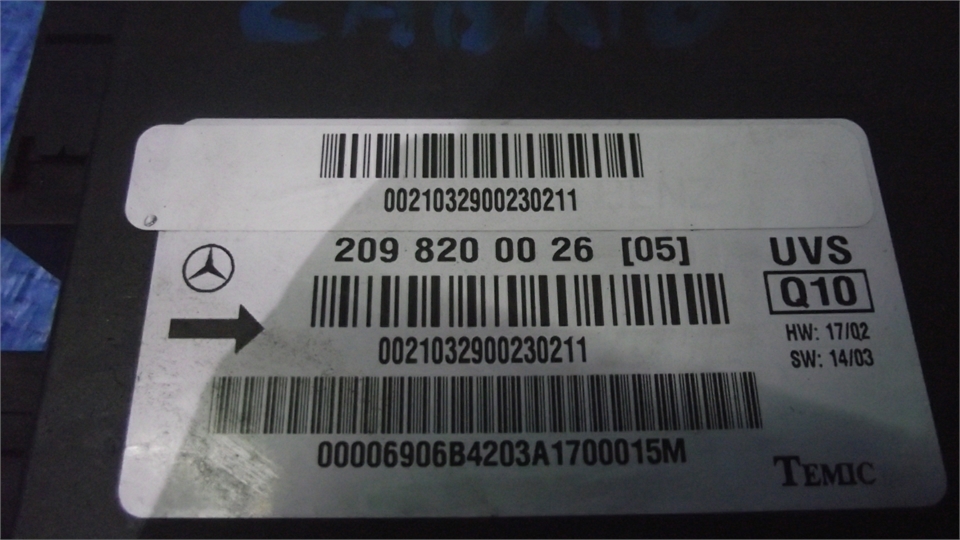 0021032900230211
209 820 00 26 [05]
UVS
Q10
0021032900230211
HW: 17/02
SW: 14/03
00006906B4203A1700015M
TEMIC